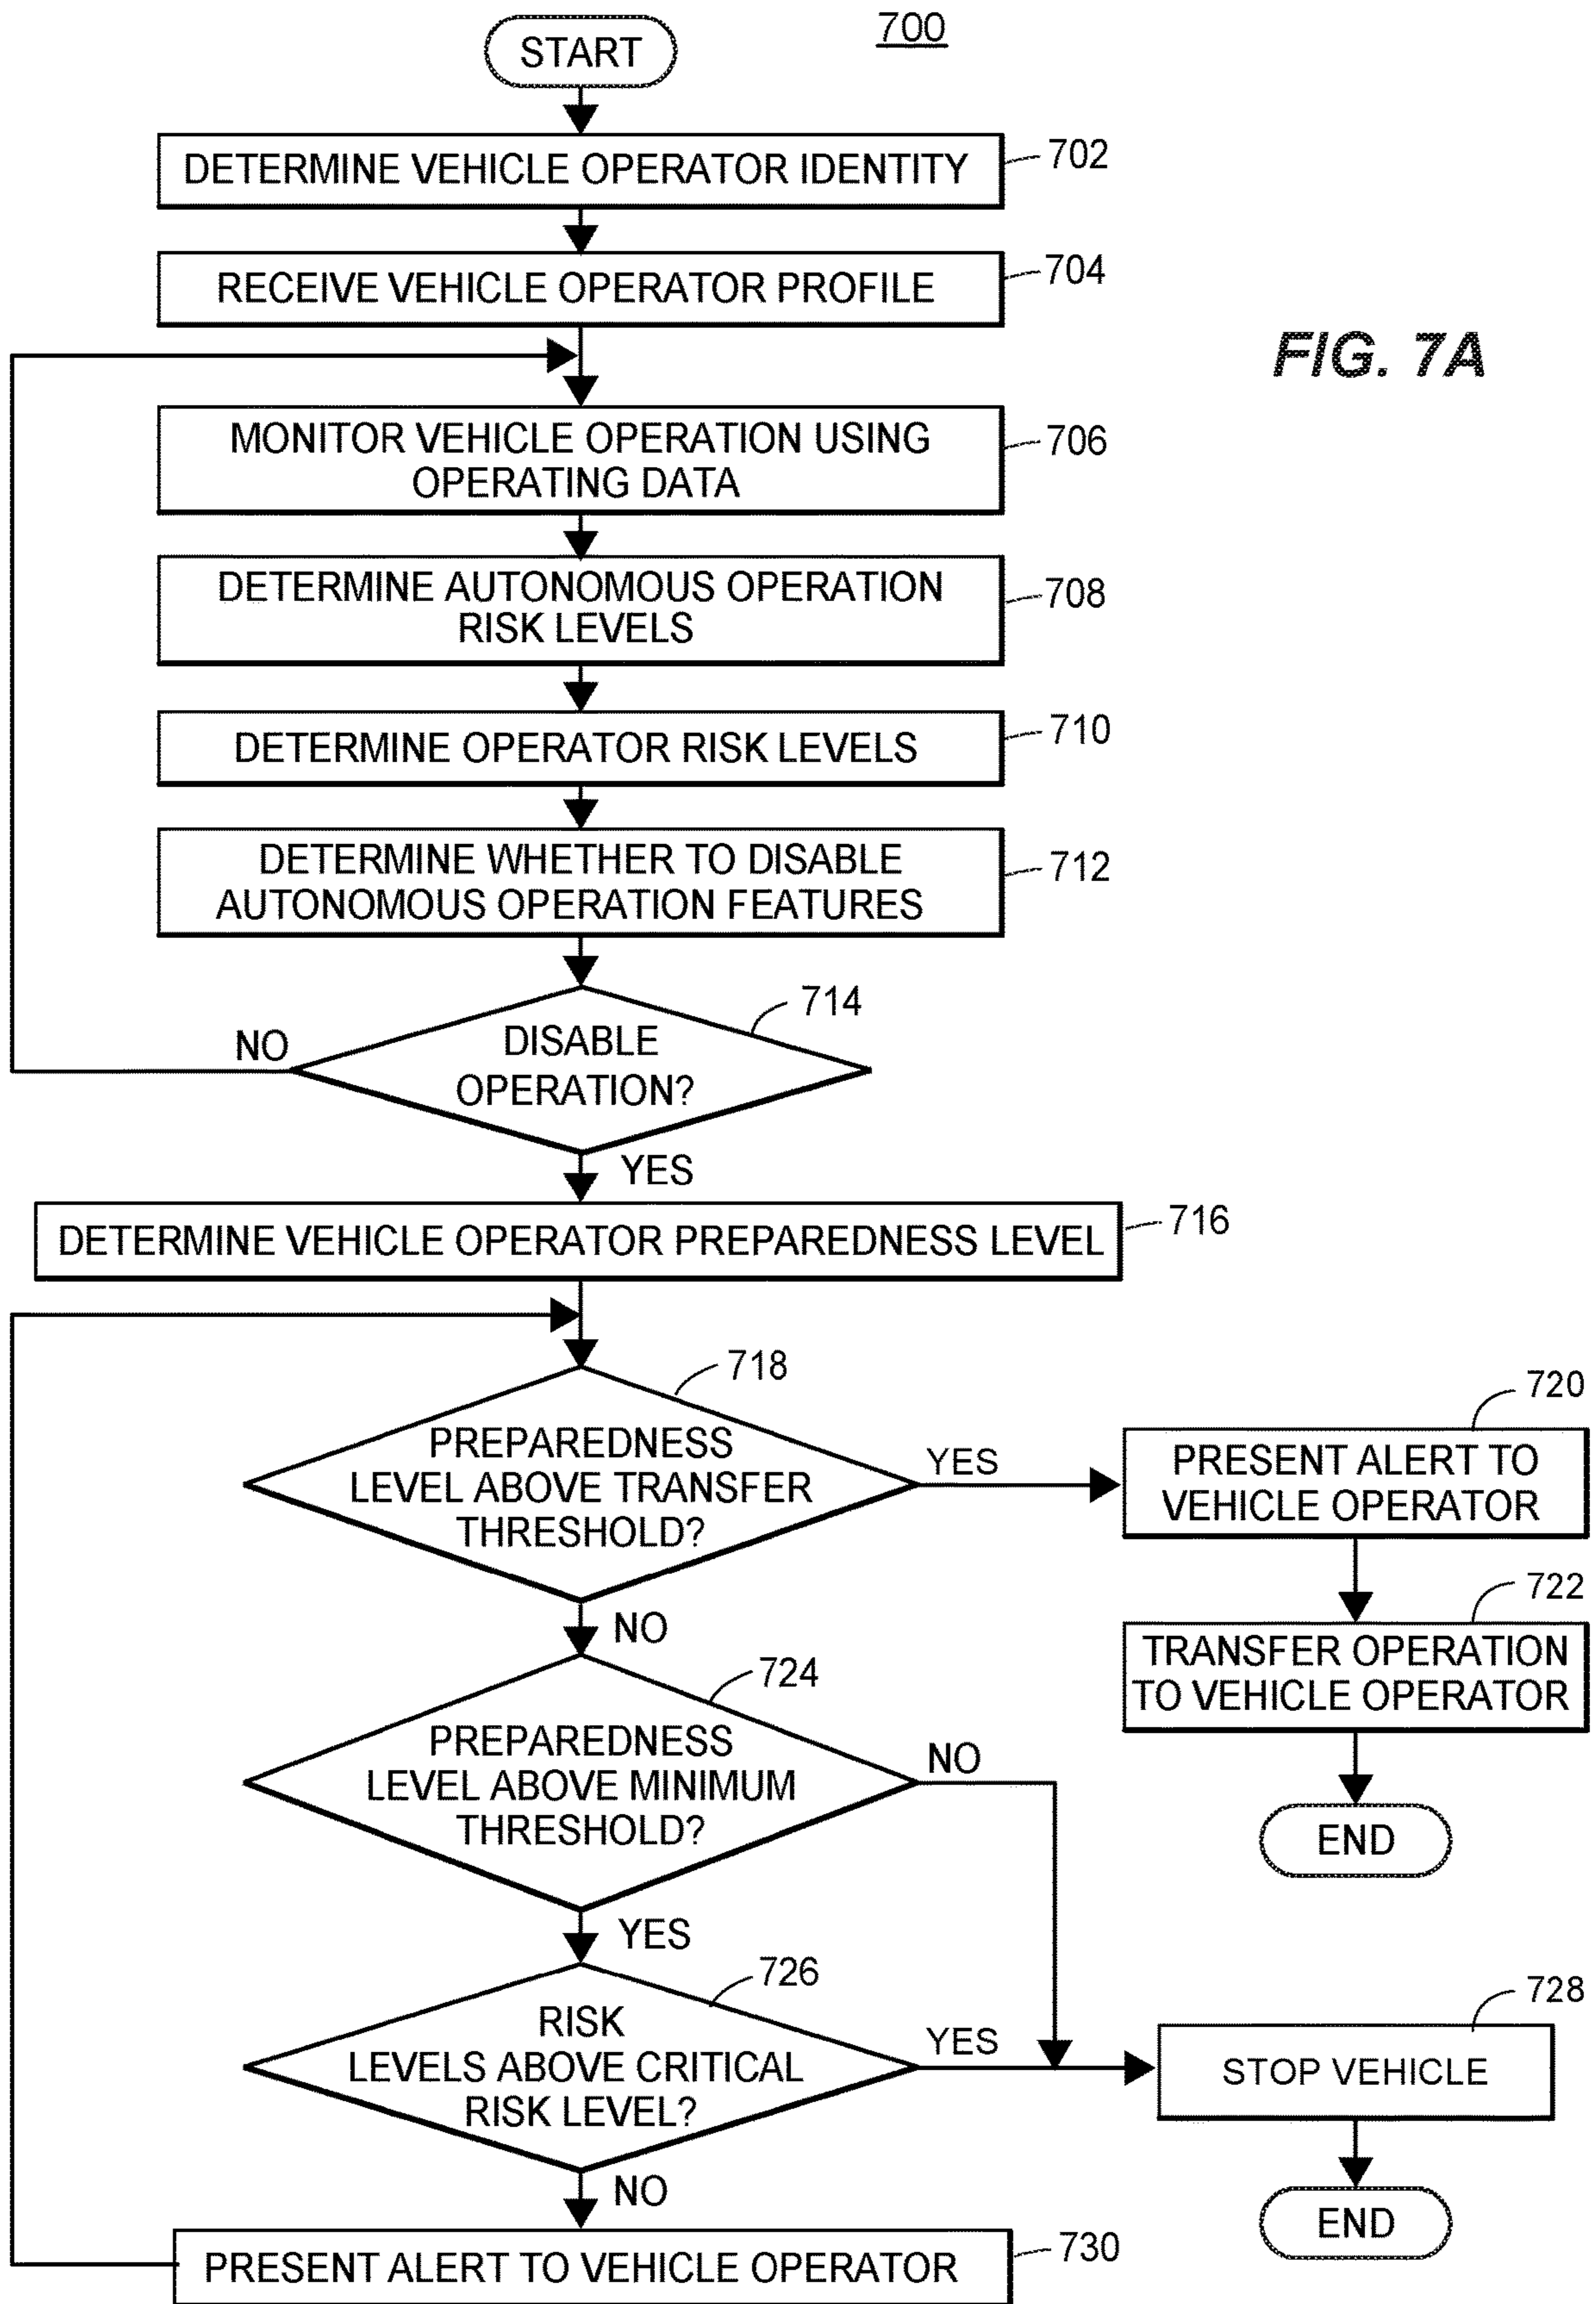 700
START
DETERMINE VEHICLE OPERATOR IDENTITY
702
RECEIVE VEHICLE OPERATOR PROFILE
704
FIG. 7A
MONITOR VEHICLE OPERATION USING
OPERATING DATA
706
DETERMINE AUTONOMOUS OPERATION
RISK LEVELS
708
DETERMINE OPERATOR RISK LEVELS
710
DETERMINE WHETHER TO DISABLE
AUTONOMOUS OPERATION FEATURES
712
714
DISABLE
OPERATION?
NO
YES
DETERMINE VEHICLE OPERATOR PREPAREDNESS LEVEL
716
718
PREPAREDNESS
LEVEL ABOVE TRANSFER
THRESHOLD?
YES
720
PRESENT ALERT TO
VEHICLE OPERATOR
722
TRANSFER OPERATION
TO VEHICLE OPERATOR
END
NO
724
PREPAREDNESS
LEVEL ABOVE MINIMUM
THRESHOLD?
NO
YES
726
RISK
LEVELS ABOVE CRITICAL
RISK LEVEL?
YES
728
STOP VEHICLE
END
NO
PRESENT ALERT TO VEHICLE OPERATOR
730